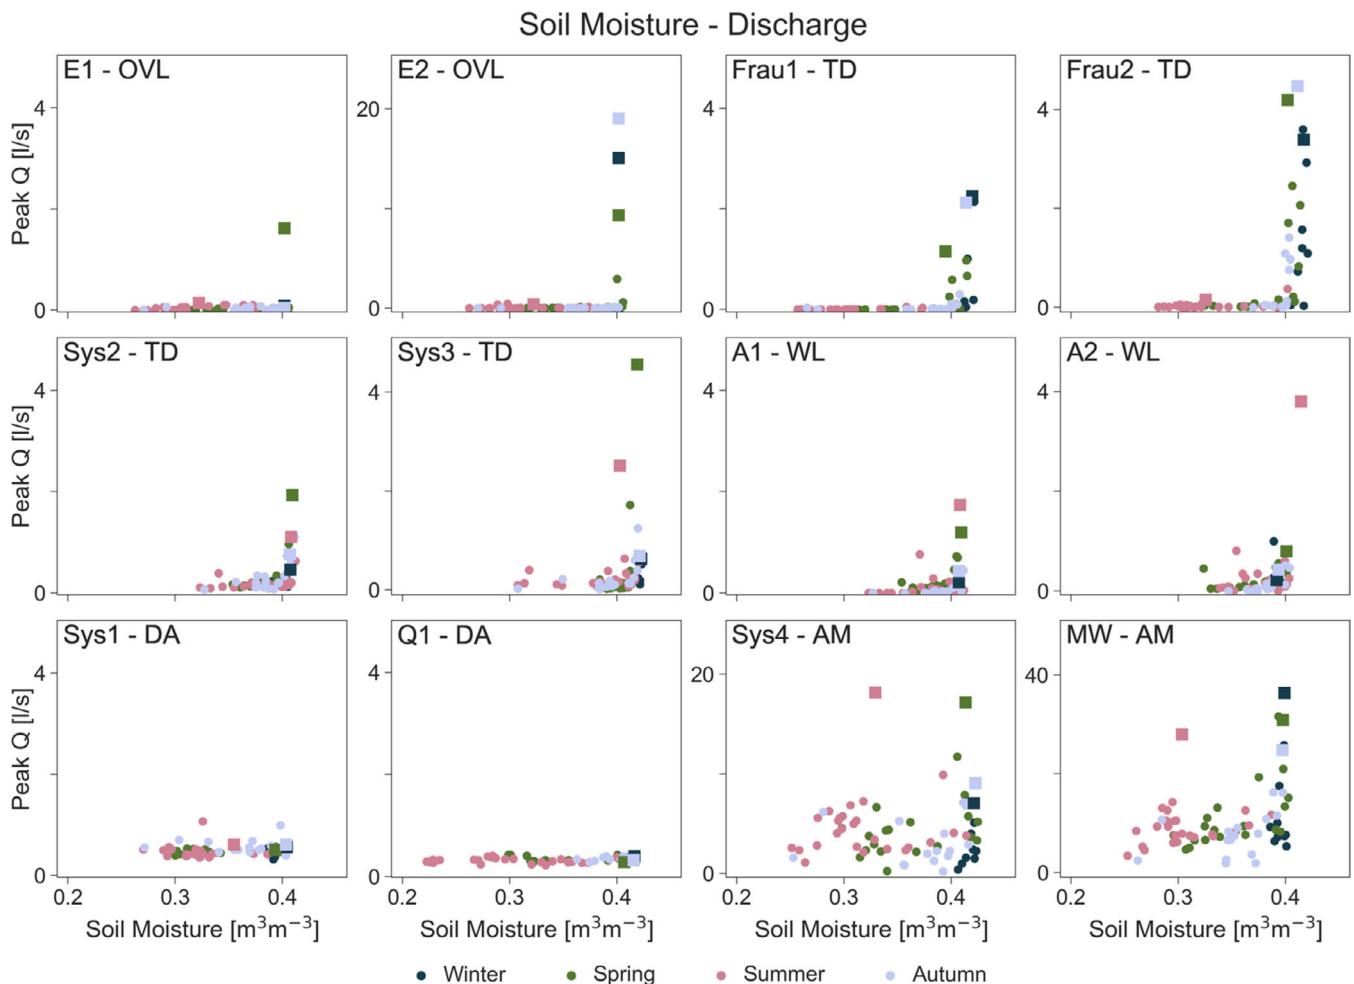 Soil Moisture - Discharge
E1 - OVL
E2 - OVL
Frau1 - TD
Frau2 - TD
Peak Q [l/s]
4
0
20
0
4
0
4
0
Sys2 - TD
Sys3 - TD
A1 - WL
A2 - WL
Peak Q [l/s]
4
0
4
0
4
0
4
0
Sys1 - DA
Q1 - DA
Sys4 - AM
MW - AM
Peak Q [l/s]
4
0
4
0
20
0
40
0
0.2 0.3 0.4
0.2 0.3 0.4
0.2 0.3 0.4
0.2 0.3 0.4
Soil Moisture [m³m⁻³]
Soil Moisture [m³m⁻³]
Soil Moisture [m³m⁻³]
Soil Moisture [m³m⁻³]
Winter Spring Summer Autumn